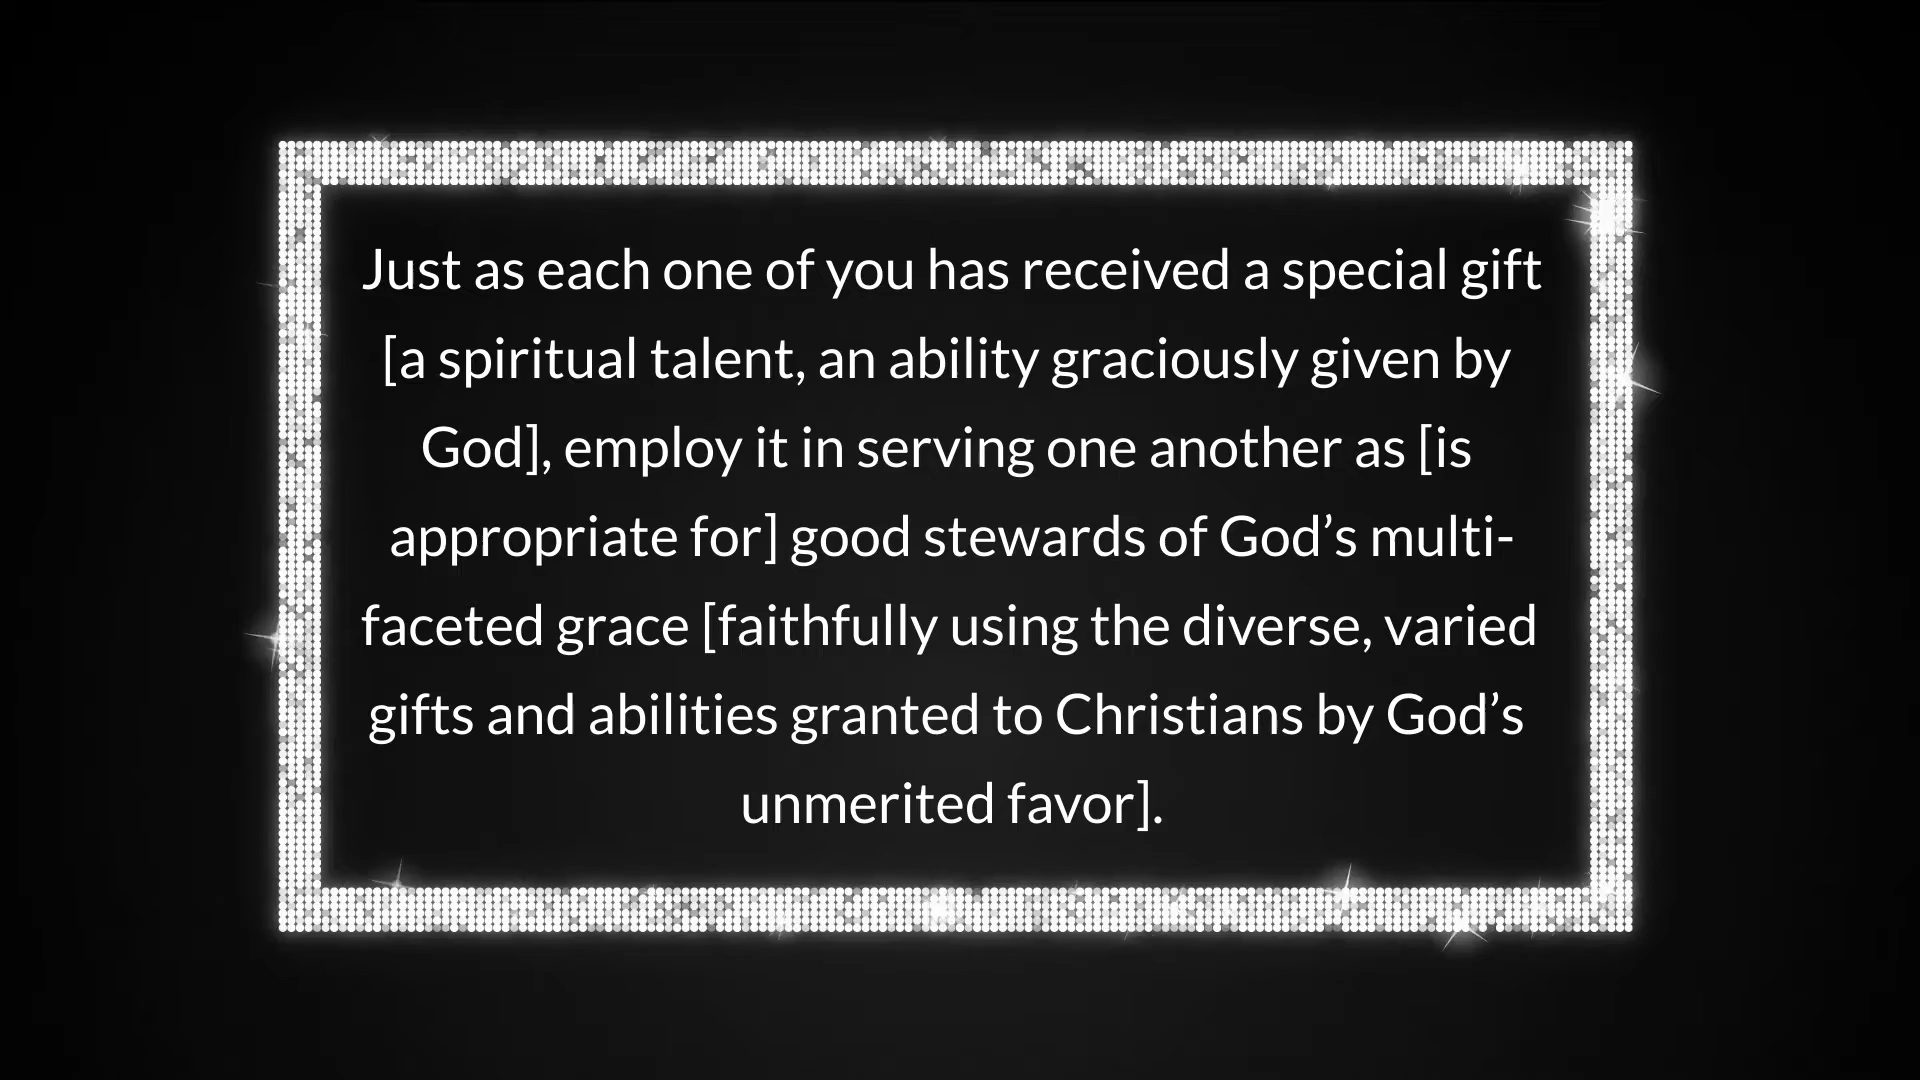 Just as each one of you has received a special gift
[a spiritual talent, an ability graciously given by
God], employ it in serving one another as [is
appropriate for] good stewards of God’s multi-
faceted grace [faithfully using the diverse, varied
gifts and abilities granted to Christians by God’s
unmerited favor].